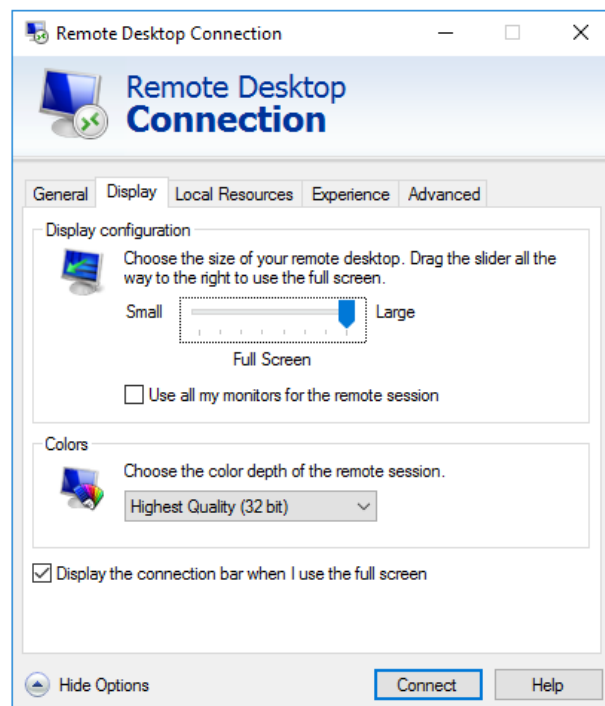 Remote Desktop Connection
Remote Desktop
Connection
General Display Local Resources Experience Advanced
Display configuration
Choose the size of your remote desktop. Drag the slider all the
way to the right to use the full screen.
Small Large
Full Screen
Use all my monitors for the remote session
Colors
Choose the color depth of the remote session.
Highest Quality (32 bit)
Display the connection bar when I use the full screen
Hide Options Connect Help